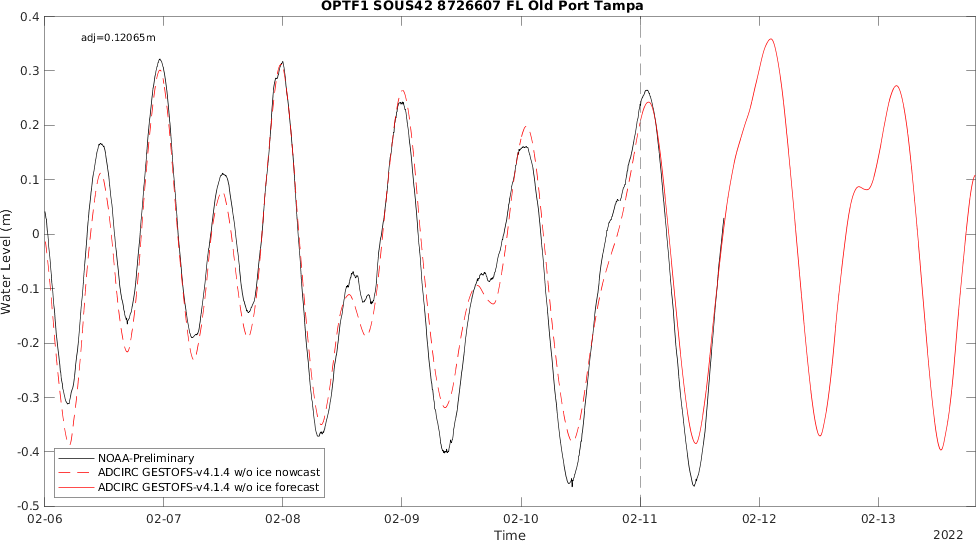 OPTF1 SOUS42 8726607 FL Old Port Tampa
adj=0.12065m
0.4
0.3
0.2
0.1
0
-0.1
-0.2
-0.3
-0.4
-0.5
Water Level (m)
NOAA-Preliminary
ADCIRC GESTOFS-v4.1.4 w/o ice nowcast
ADCIRC GESTOFS-v4.1.4 w/o ice forecast
02-06 02-07 02-08 02-09 02-10 02-11 02-12 02-13
Time
2022